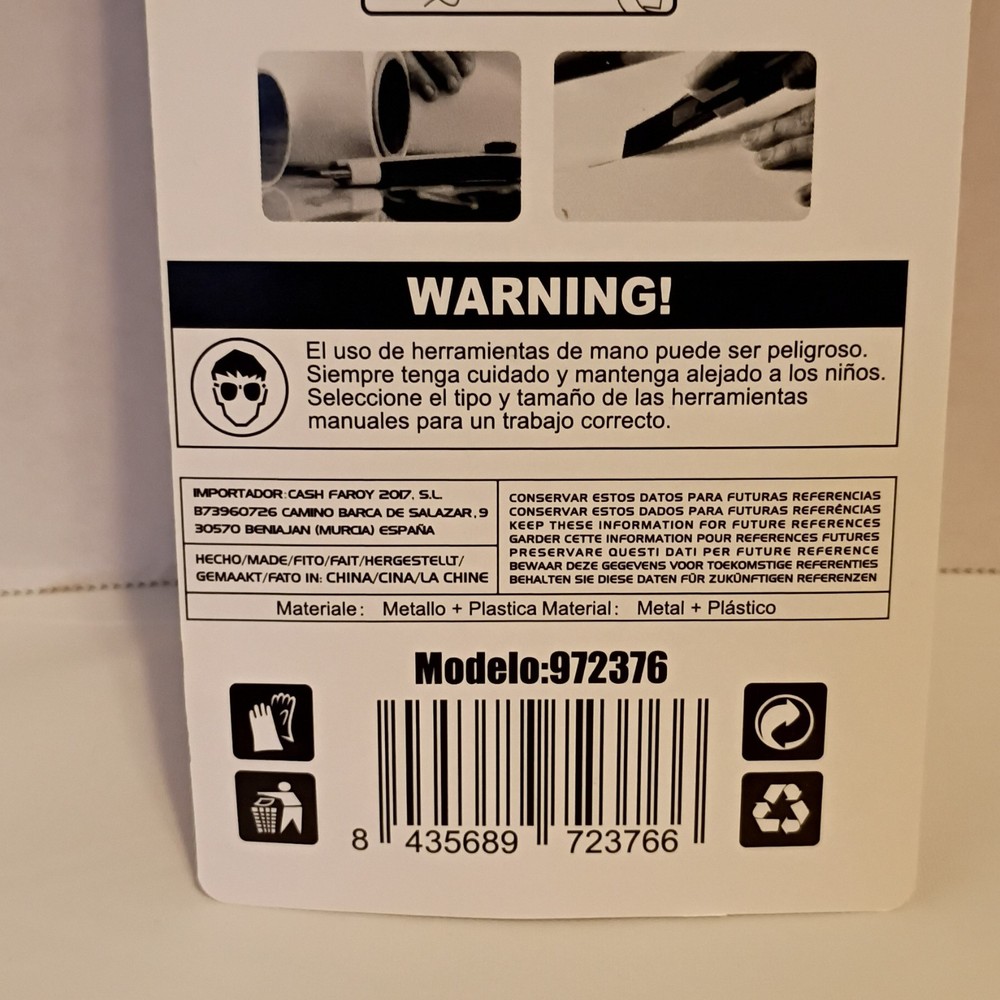 WARNING!
El uso de herramientas de mano puede ser peligroso.
Siempre tenga cuidado y mantenga alejado a los niños.
Seleccione el tipo y tamaño de las herramientas
manuales para un trabajo correcto.
IMPORTADOR:CASH FAROY 2017, S.L.
B73960726 CAMINO BARCA DE SALAZAR,9
30570 BENIAJAN (MURCIA) ESPAÑA
HECHO/MADE/FITO/FAIT/HERGESTELLT/
GEMAAKT/FATO IN: CHINA/CINA/LA CHINE
CONSERVAR ESTOS DATOS PARA FUTURAS REFERENCIAS
CONSERVAR ESTOS DADOS PARA FUTURAS REFERÊNCIAS
KEEP THESE INFORMATION FOR FUTURE REFERENCES
GARDER CETTE INFORMATION POUR REFERENCES FUTURES
PRESERVARE QUESTI DATI PER FUTURE REFERENCE
BEWAAR DEZE GEGEVENS VOOR TOEKOMSTIGE REFERENTIES
BEHALTEN SIE DIESE DATEN FÜR ZUKÜNFTIGEN REFERENZEN
Materiale: Metallo + Plastica Material: Metal + Plástico
Modelo:972376
8 435689 723766